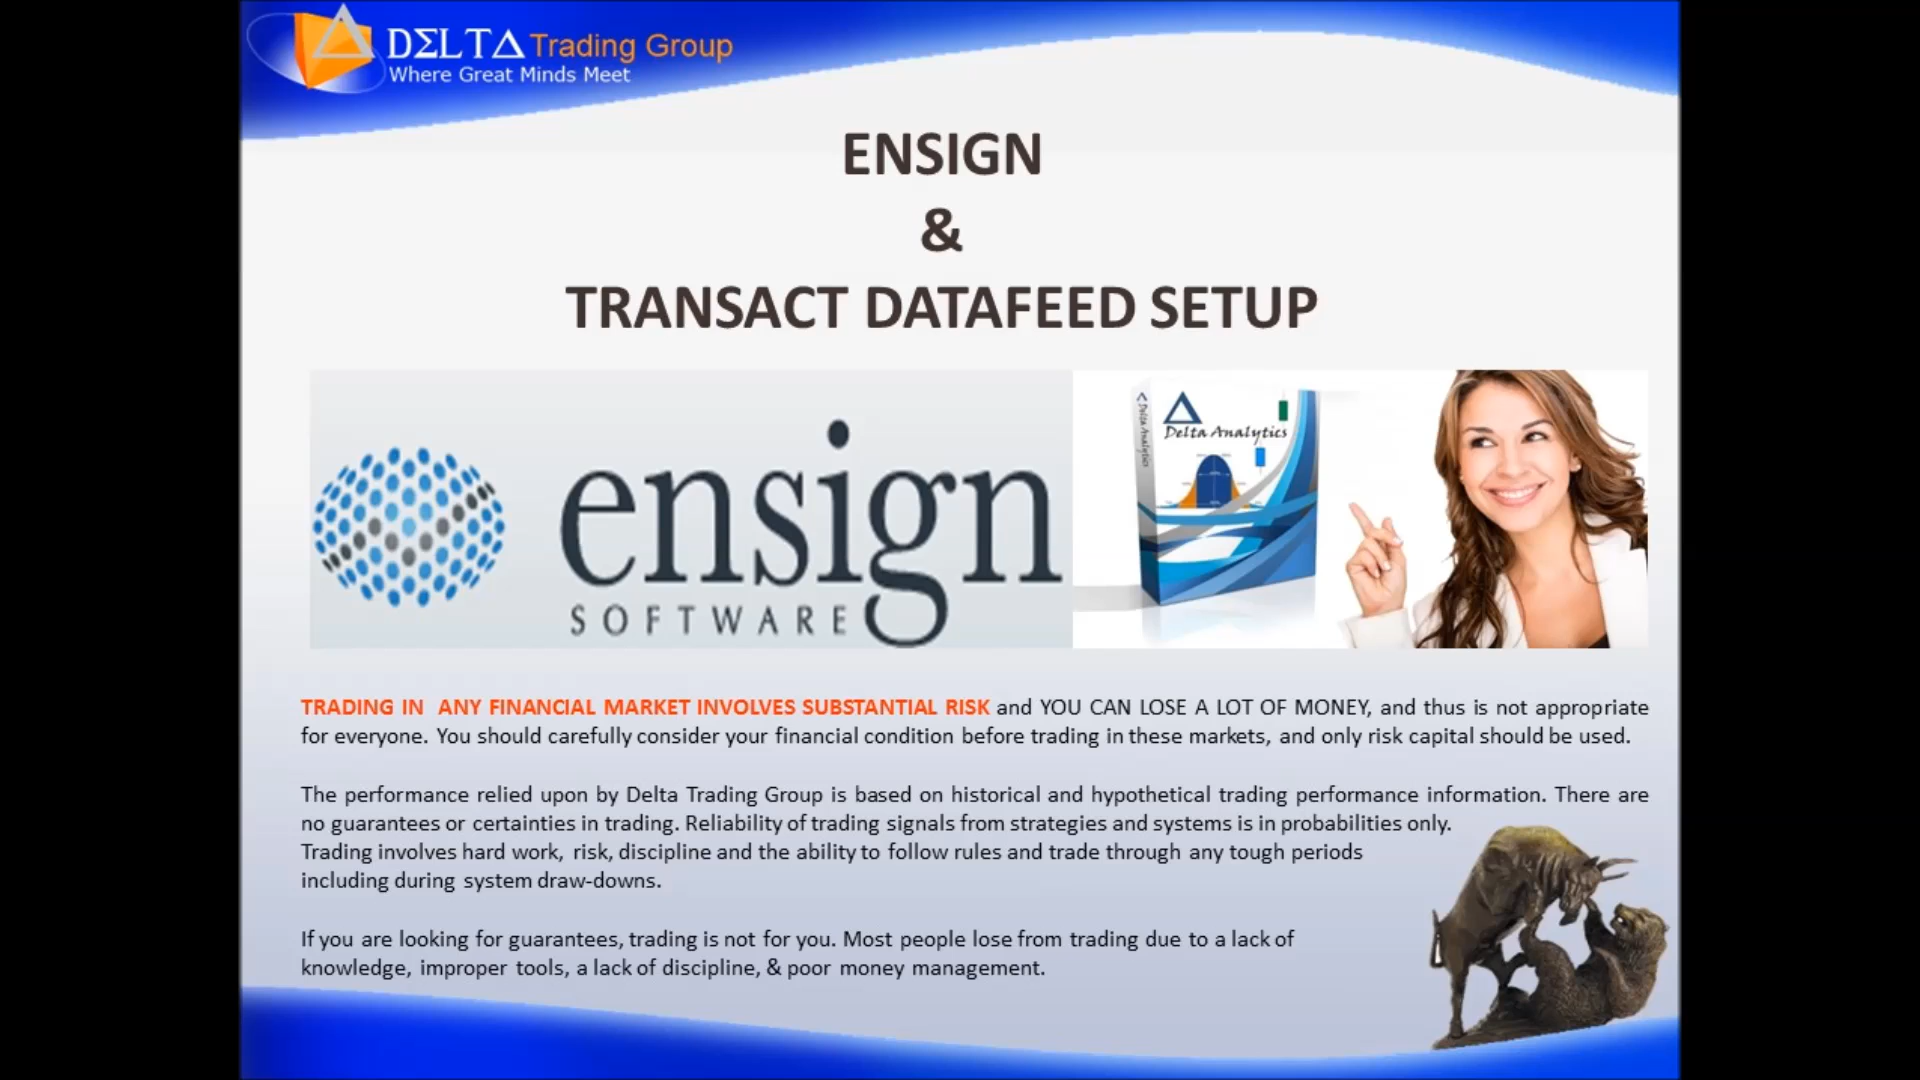 DΣLTΔ Trading Group
Where Great Minds Meet
ENSIGN
&
TRANSACT DATAFEED SETUP
ensign
SOFTWARE
Delta Analytics
Delta Analytics
TRADING IN ANY FINANCIAL MARKET INVOLVES SUBSTANTIAL RISK and YOU CAN LOSE A LOT OF MONEY, and thus is not appropriate
for everyone. You should carefully consider your financial condition before trading in these markets, and only risk capital should be used.
The performance relied upon by Delta Trading Group is based on historical and hypothetical trading performance information. There are
no guarantees or certainties in trading. Reliability of trading signals from strategies and systems is in probabilities only.
Trading involves hard work, risk, discipline and the ability to follow rules and trade through any tough periods
including during system draw-downs.
If you are looking for guarantees, trading is not for you. Most people lose from trading due to a lack of
knowledge, improper tools, a lack of discipline, & poor money management.